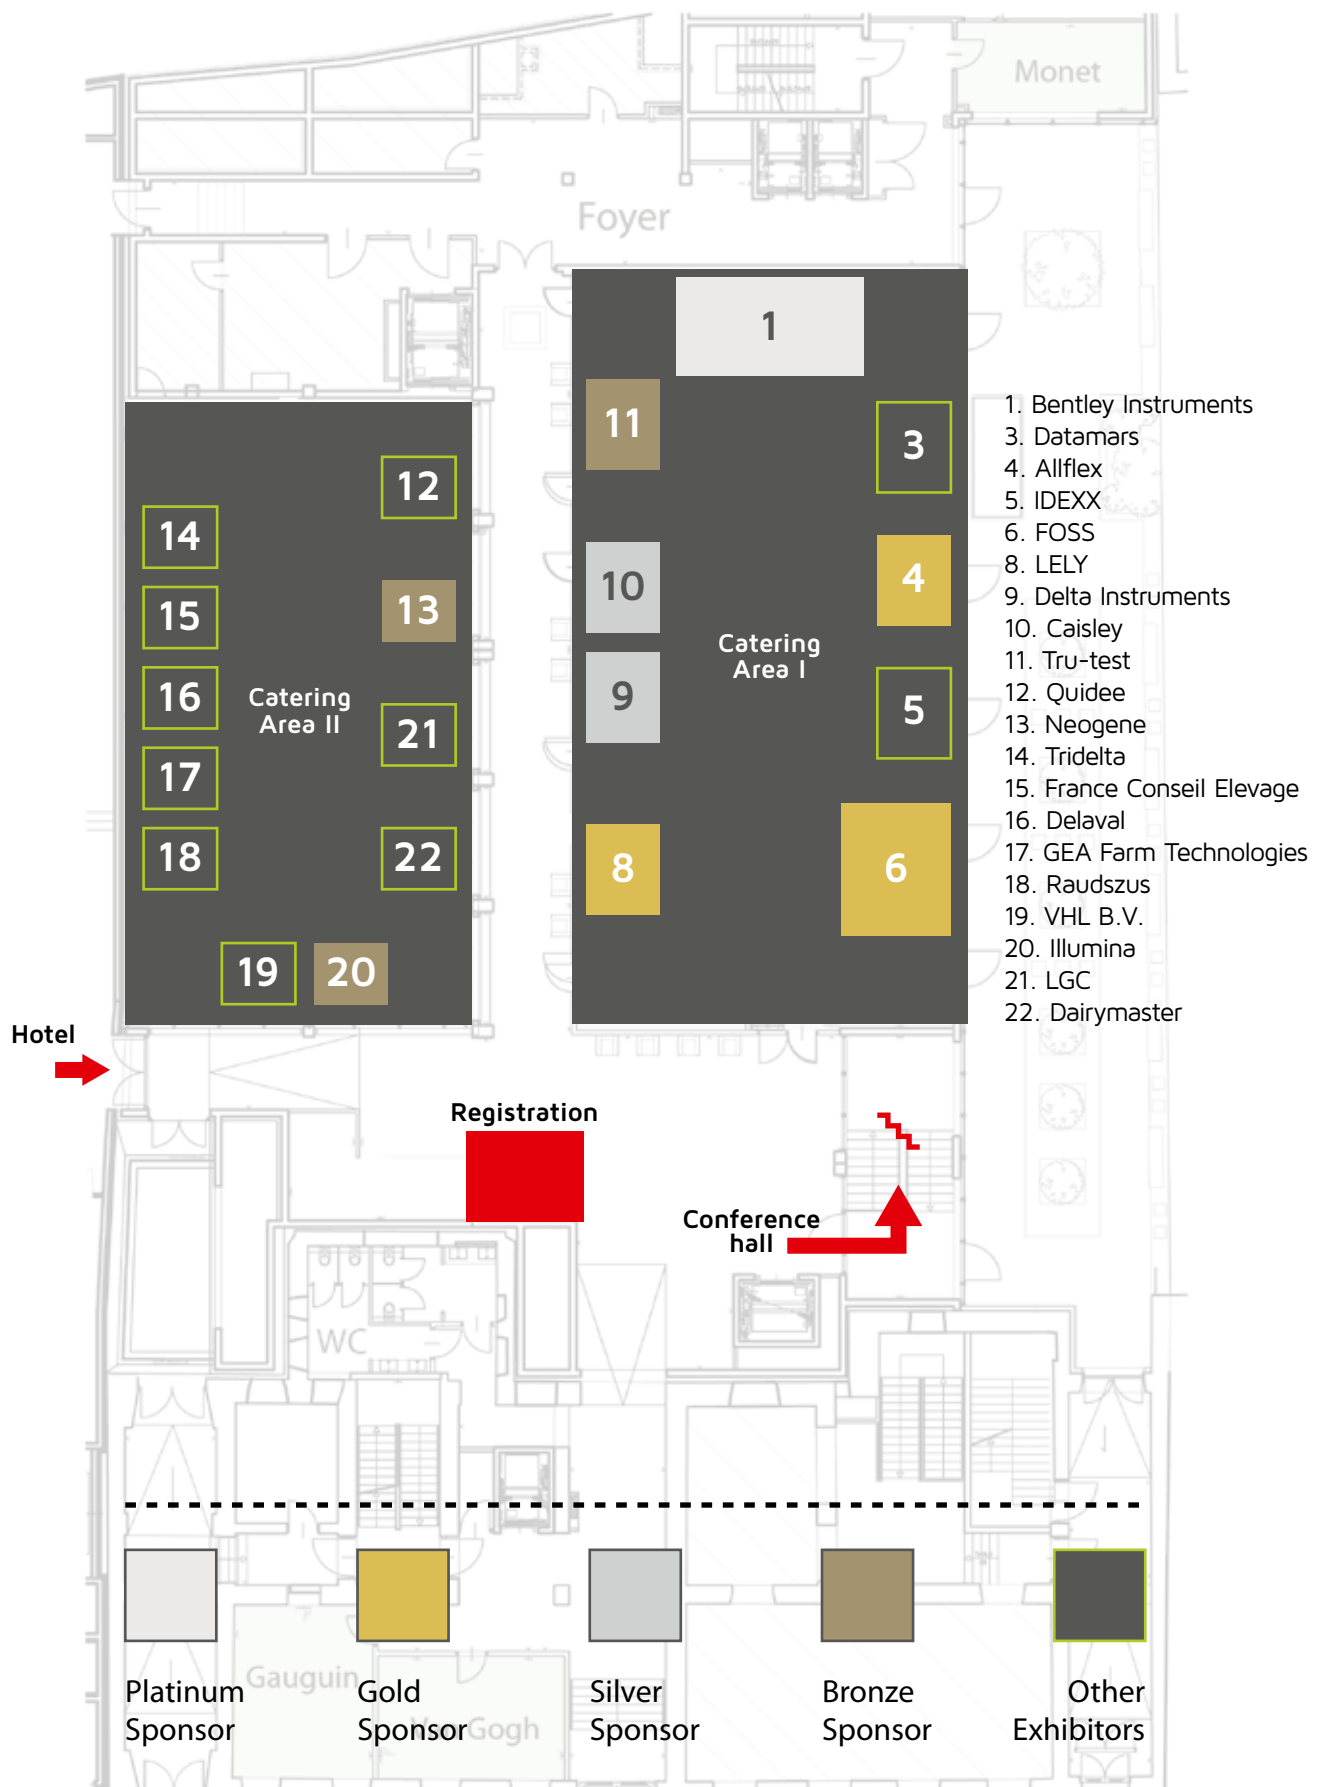 Monet
Foyer
1
11
3
12
14
10
4
15
13
Catering
Area I
16
Catering
Area II
9
5
21
17
18
22
8
6
19
20
1. Bentley Instruments
3. Datamars
4. Allflex
5. IDEXX
6. FOSS
8. LELY
9. Delta Instruments
10. Caisley
11. Tru-test
12. Quidee
13. Neogene
14. Tridelta
15. France Conseil Elevage
16. Delaval
17. GEA Farm Technologies
18. Raudszus
19. VHL B.V.
20. Illumina
21. LGC
22. Dairymaster
Hotel
Registration
Conference
hall
WC
Gauguin
Gogh
Platinum
Sponsor
Gold
Sponsor
Silver
Sponsor
Bronze
Sponsor
Other
Exhibitors